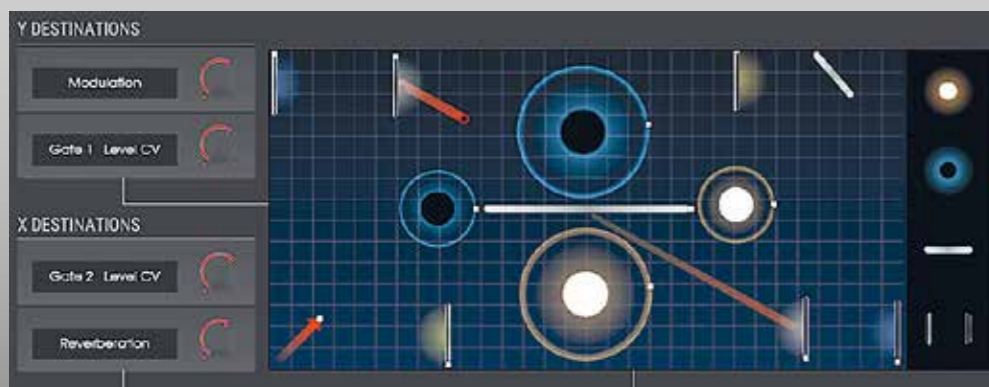 Y DESTINATIONS
Modulation
Gate 1 Level CV
X DESTINATIONS
Gate 2 Level CV
Reverberation